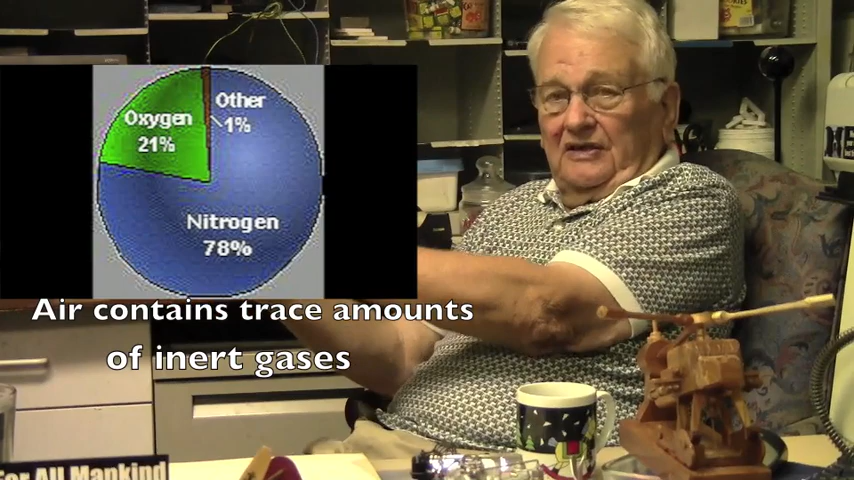 Other
1%
Oxygen
21%
Nitrogen
78%
Air contains trace amounts
of inert gases
For All Mankind